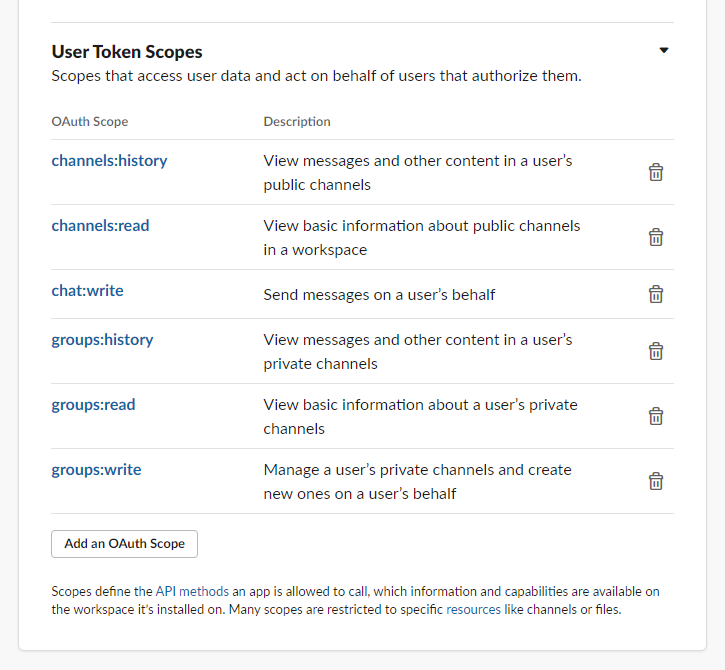 User Token Scopes
Scopes that access user data and act on behalf of users that authorize them.
OAuth Scope Description
channels:history View messages and other content in a user’s
public channels
channels:read View basic information about public channels
in a workspace
chat:write Send messages on a user’s behalf
groups:history View messages and other content in a user’s
private channels
groups:read View basic information about a user’s private
channels
groups:write Manage a user’s private channels and create
new ones on a user’s behalf
Add an OAuth Scope
Scopes define the API methods an app is allowed to call, which information and capabilities are available on
the workspace it's installed on. Many scopes are restricted to specific resources like channels or files.